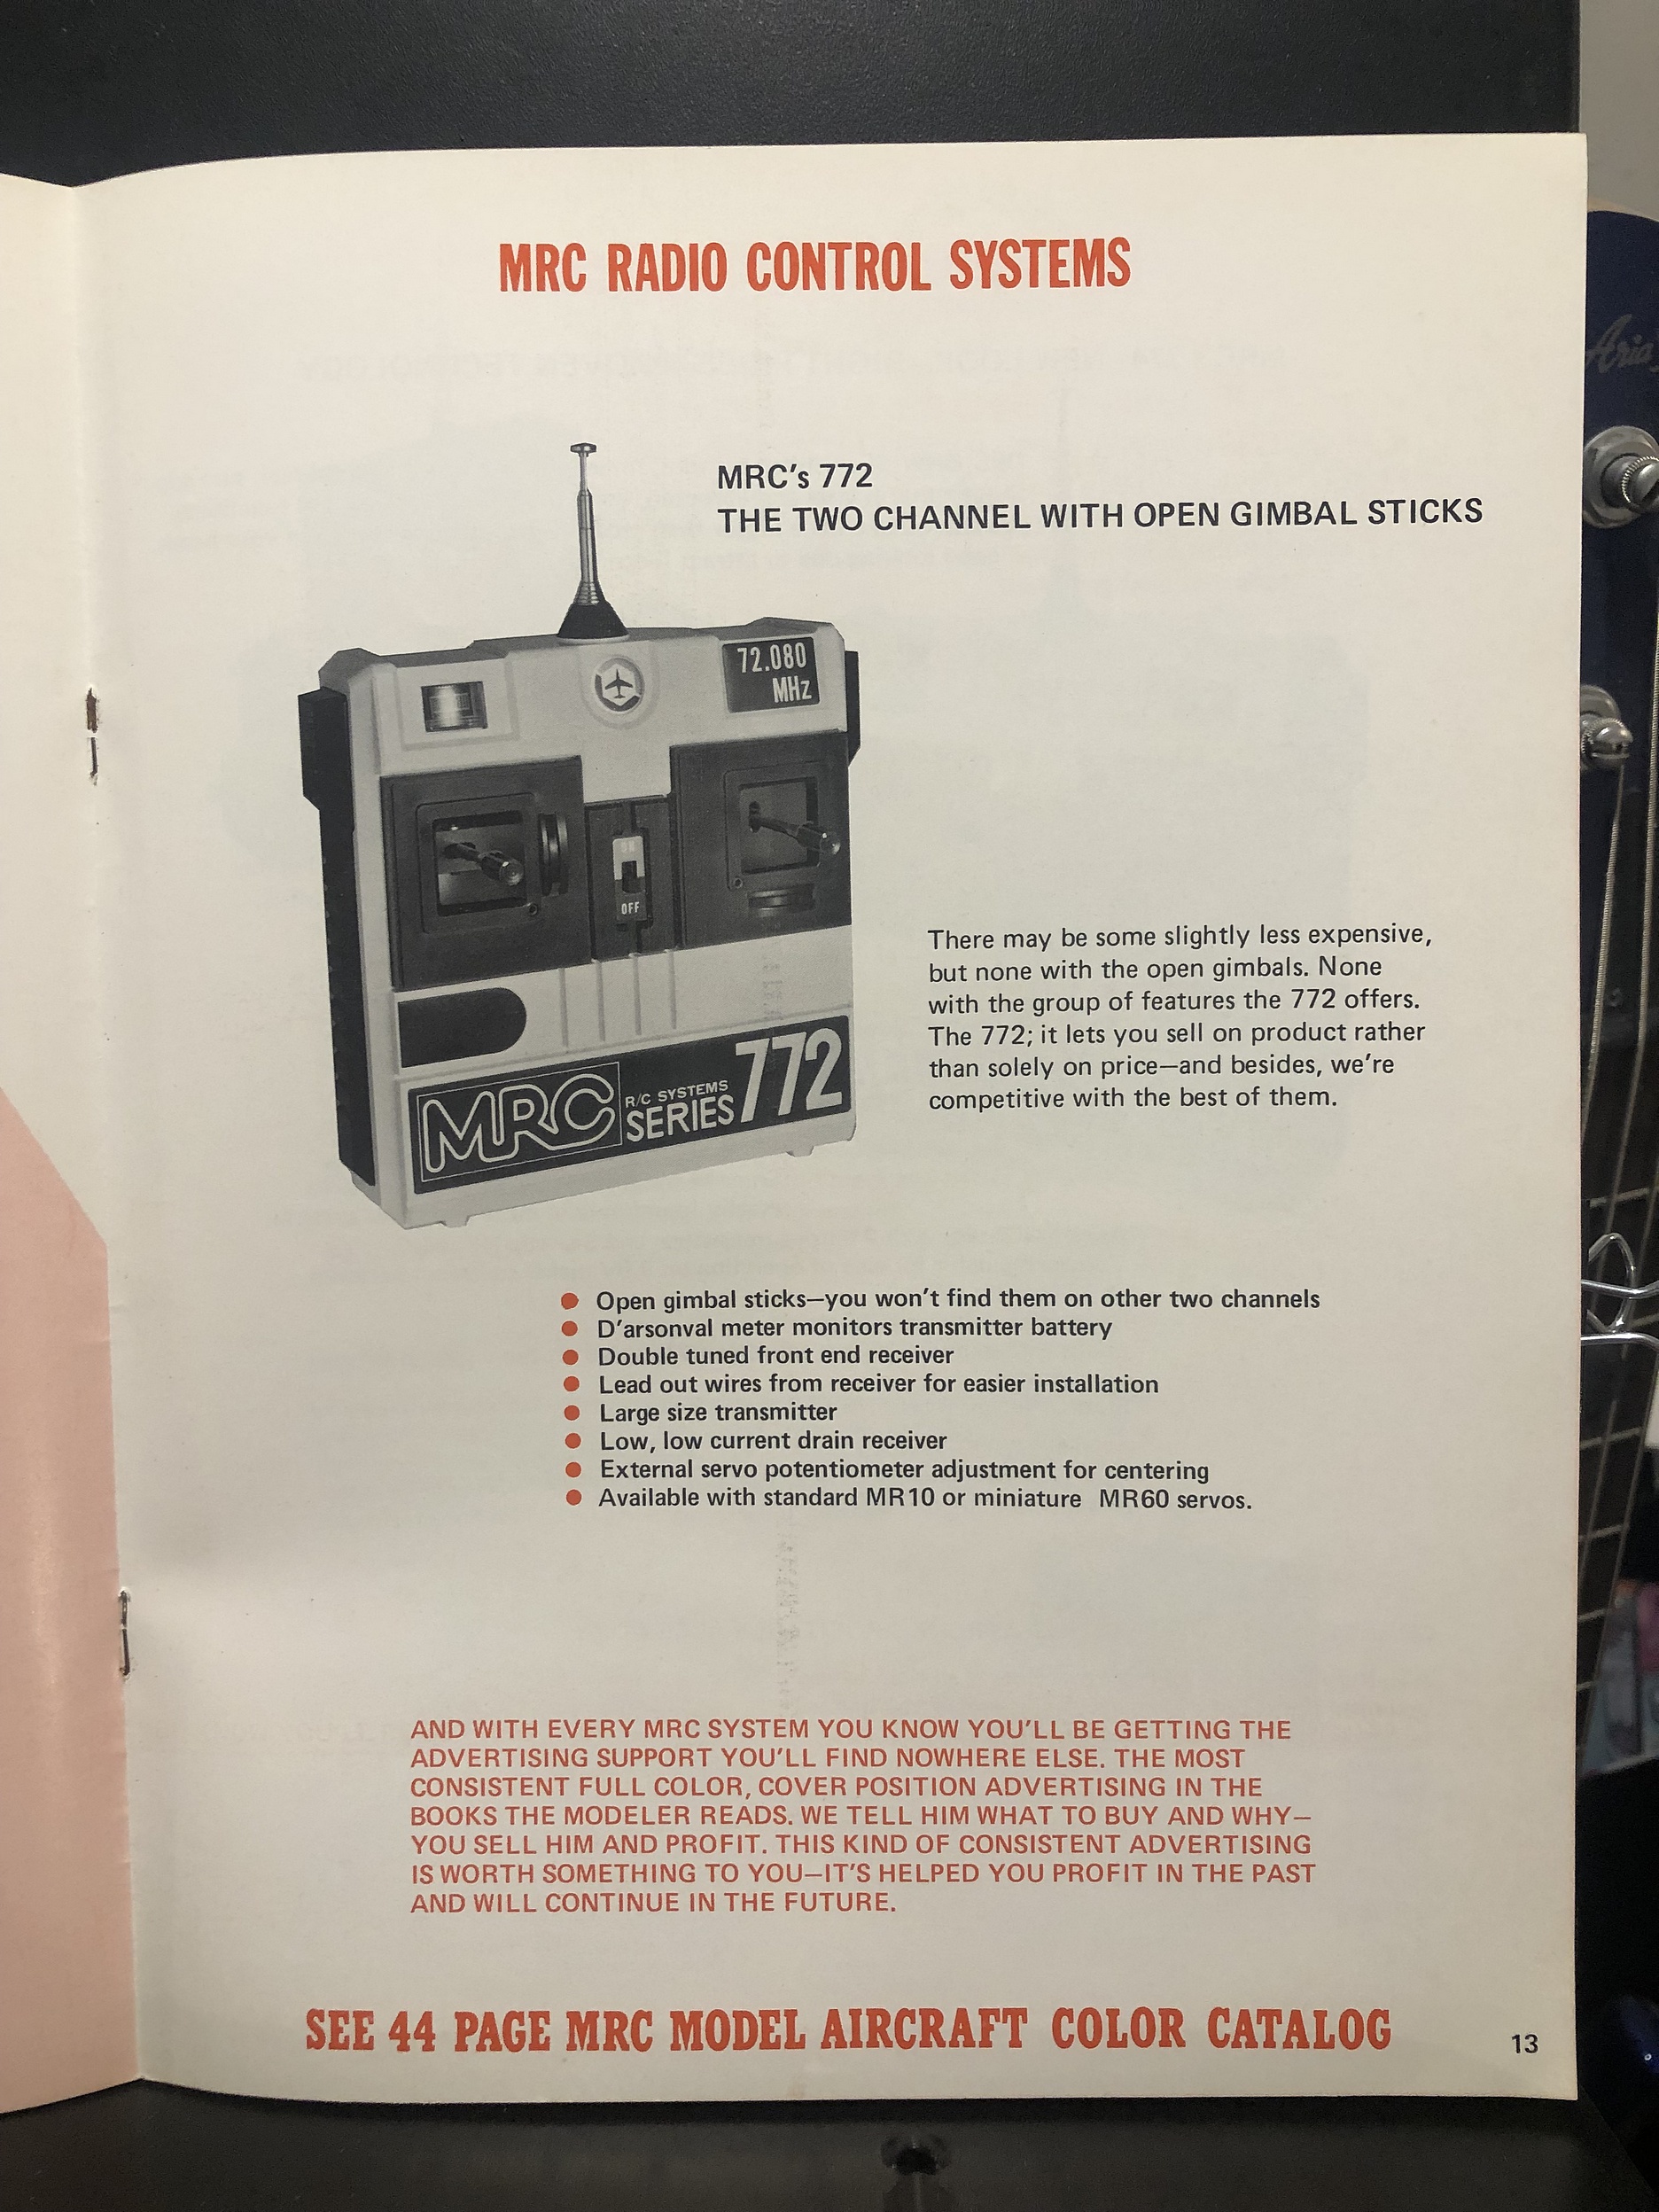 MRC RADIO CONTROL SYSTEMS
MRC's 772
THE TWO CHANNEL WITH OPEN GIMBAL STICKS
72.080
MHz
ON
OFF
MRC R/C SYSTEMS
SERIES 772
There may be some slightly less expensive,
but none with the open gimbals. None
with the group of features the 772 offers.
The 772; it lets you sell on product rather
than solely on price—and besides, we're
competitive with the best of them.
● Open gimbal sticks—you won't find them on other two channels
● D'arsonval meter monitors transmitter battery
● Double tuned front end receiver
● Lead out wires from receiver for easier installation
● Large size transmitter
● Low, low current drain receiver
● External servo potentiometer adjustment for centering
● Available with standard MR10 or miniature MR60 servos.
AND WITH EVERY MRC SYSTEM YOU KNOW YOU'LL BE GETTING THE
ADVERTISING SUPPORT YOU'LL FIND NOWHERE ELSE. THE MOST
CONSISTENT FULL COLOR, COVER POSITION ADVERTISING IN THE
BOOKS THE MODELER READS. WE TELL HIM WHAT TO BUY AND WHY—
YOU SELL HIM AND PROFIT. THIS KIND OF CONSISTENT ADVERTISING
IS WORTH SOMETHING TO YOU—IT'S HELPED YOU PROFIT IN THE PAST
AND WILL CONTINUE IN THE FUTURE.
SEE 44 PAGE MRC MODEL AIRCRAFT COLOR CATALOG
13
Aria